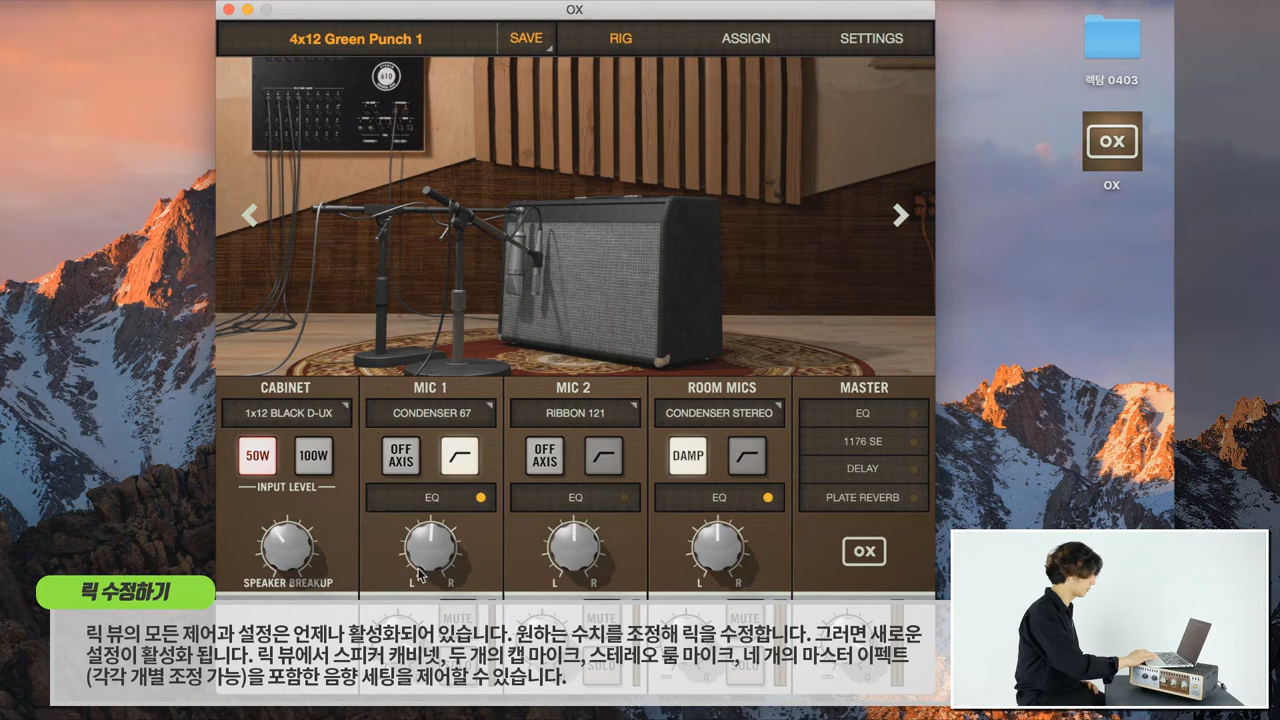 OX
4x12 Green Punch 1
SAVE
RIG
ASSIGN
SETTINGS
렉탐 0403
OX
OX
610
CABINET
MIC 1
MIC 2
ROOM MICS
MASTER
1x12 BLACK D-UX
CONDENSER 67
RIBBON 121
CONDENSER STEREO
EQ
50W
100W
OFF AXIS
OFF AXIS
DAMP
1176 SE
INPUT LEVEL
DELAY
EQ
EQ
EQ
PLATE REVERB
OX
SPEAKER BREAKUP
L R
L R
L R
릭 수정하기
MUTE
MUTE
MUTE
릭 뷰의 모든 제어과 설정은 언제나 활성화되어 있습니다. 원하는 수치를 조정해 릭을 수정합니다. 그러면 새로운
설정이 활성화 됩니다. 릭 뷰에서 스피커 캐비넷, 두 개의 캡 마이크, 스테레오 룸 마이크, 네 개의 마스터 이펙트
(각각 개별 조정 가능)을 포함한 음향 세팅을 제어할 수 있습니다.
SOLO
SOLO